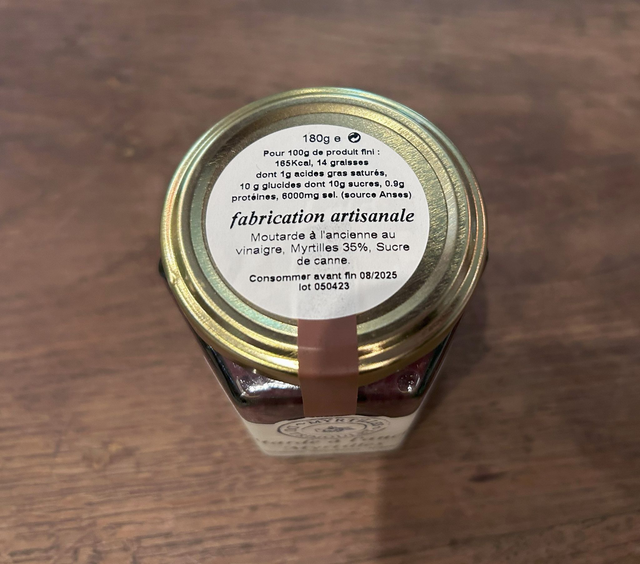 180g e
Pour 100g de produit fini :
165Kcal, 14 graisses
dont 1g acides gras saturés,
10 g glucides dont 10g sucres, 0.9g
protéines, 6000mg sel. (source Anses)
fabrication artisanale
Moutarde à l'ancienne au
vinaigre, Myrtilles 35%, Sucre
de canne.
Consommer avant fin 08/2025
lot 050423